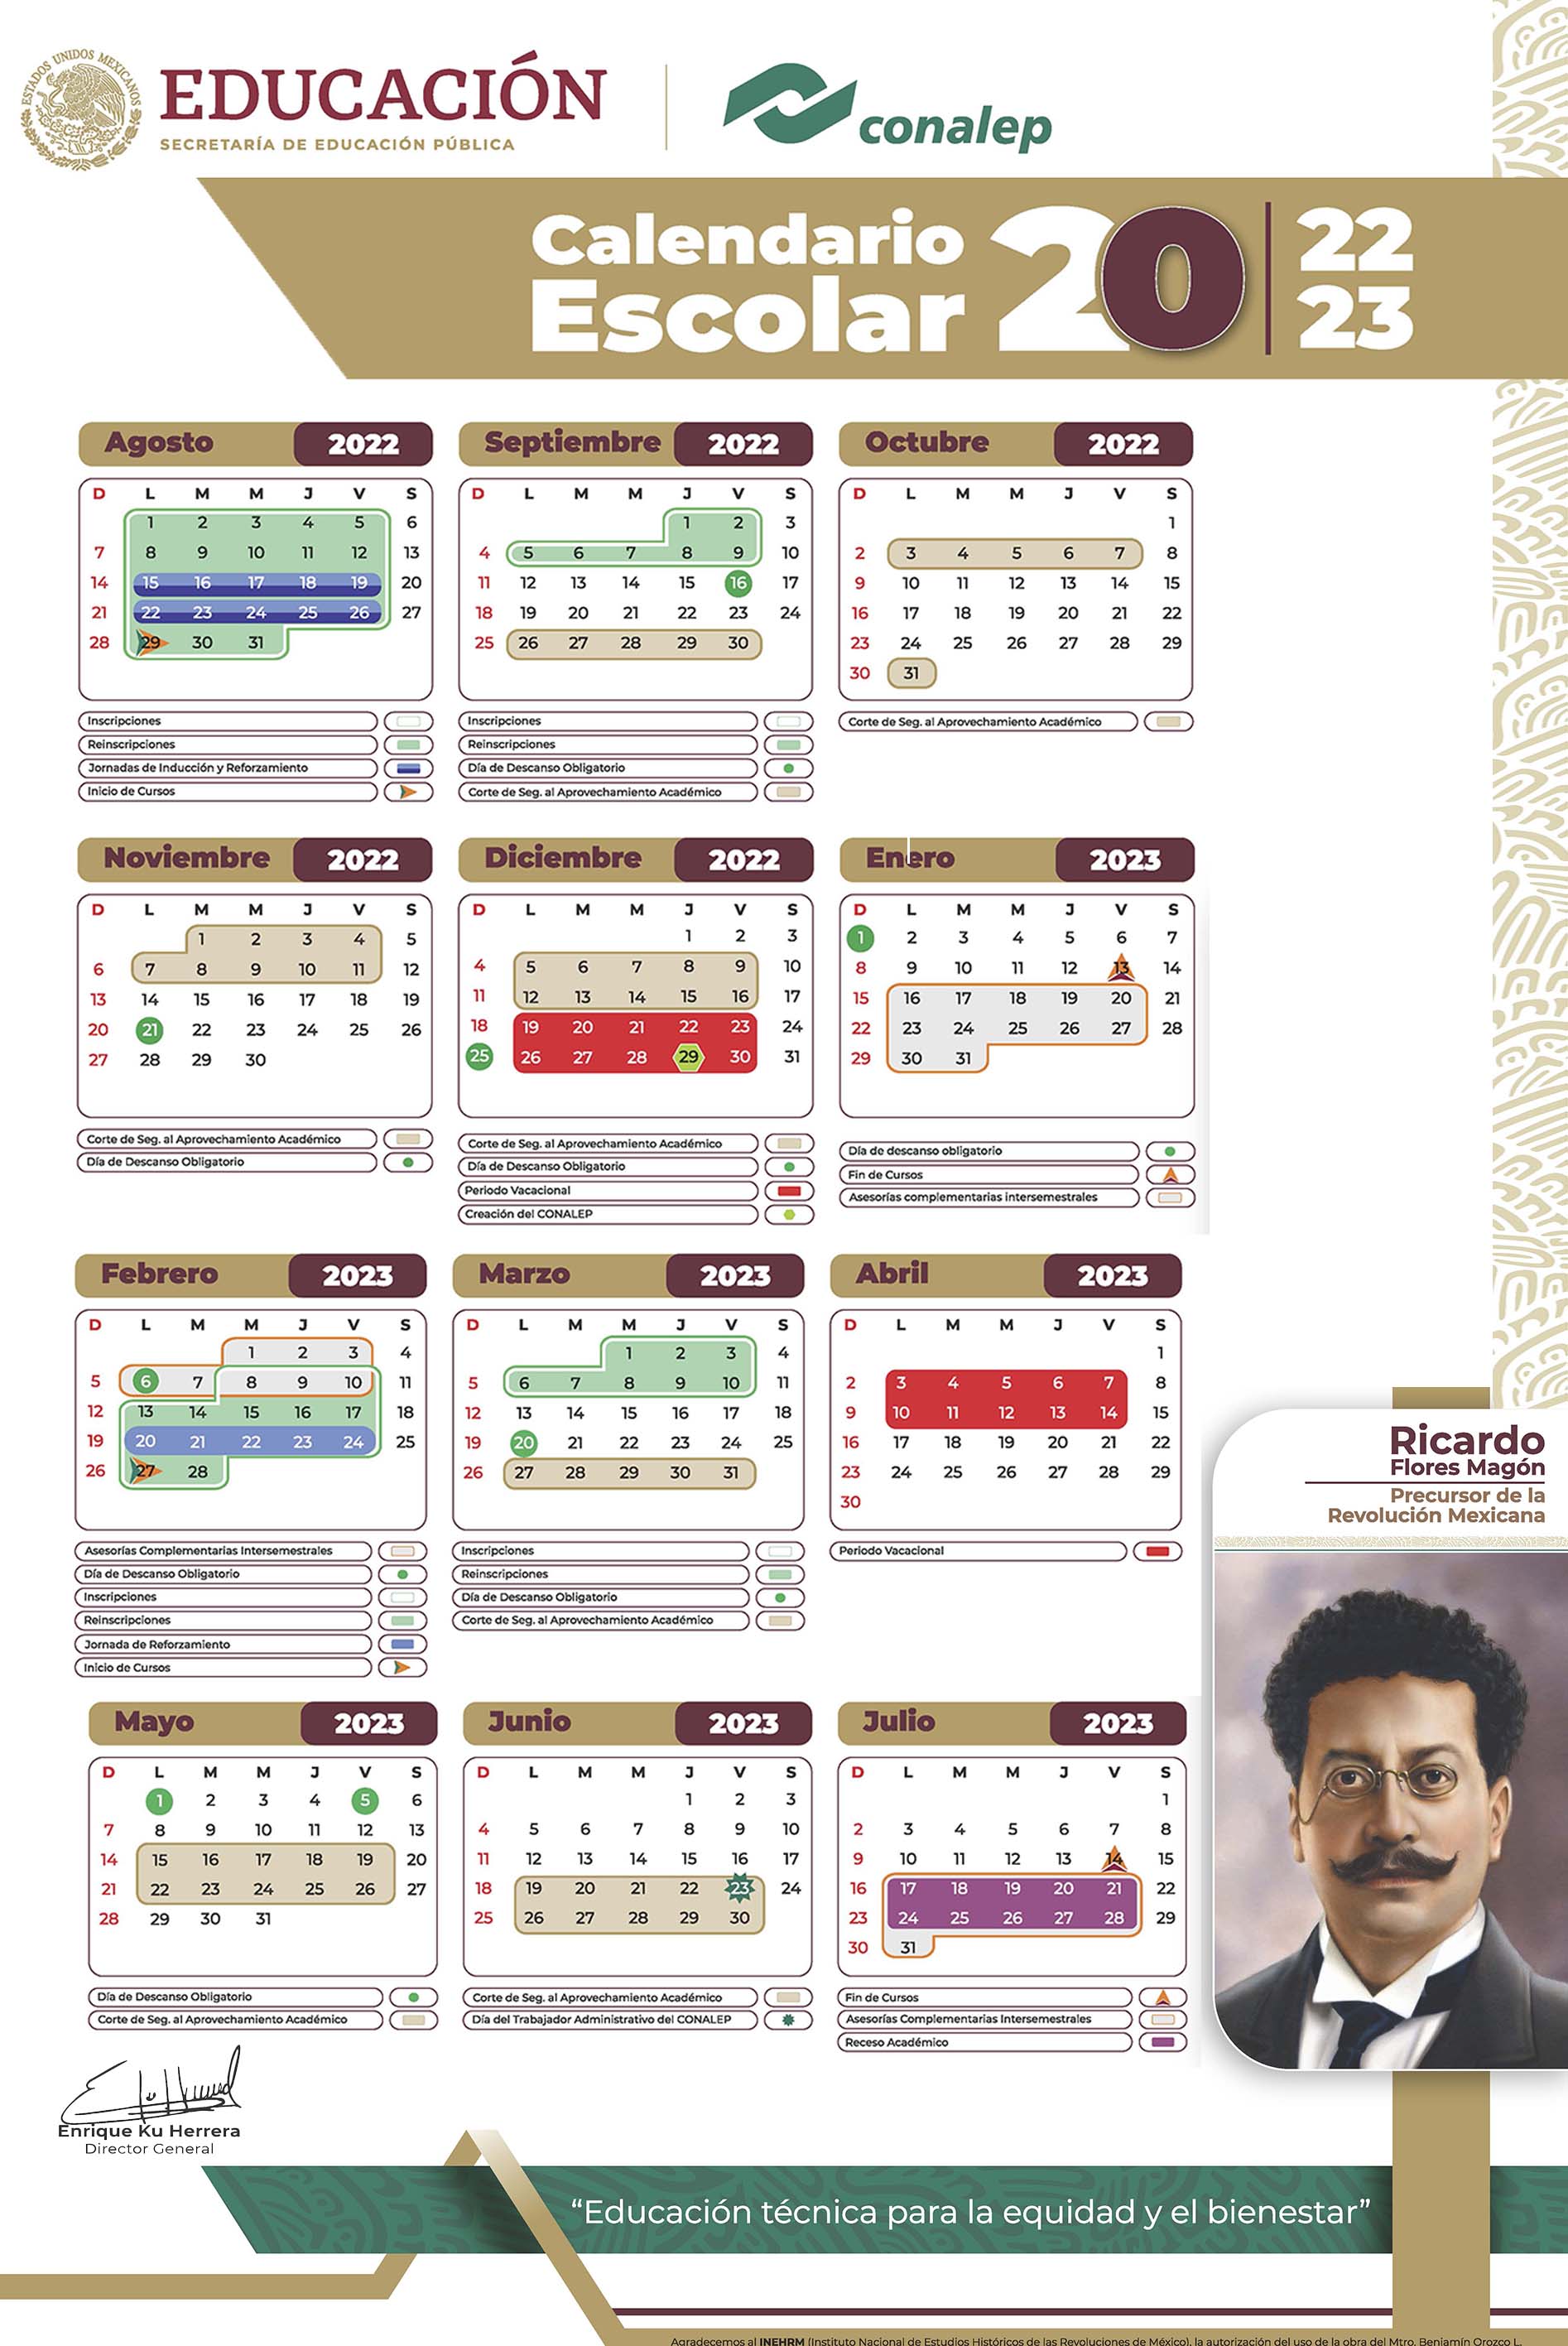 ESTADOS UNIDOS MEXICANOS
EDUCACIÓN
SECRETARÍA DE EDUCACIÓN PÚBLICA
conalep
Calendario
Escolar
20
22
23
Agosto 2022
D L M M J V S
1 2 3 4 5 6
7 8 9 10 11 12 13
14 15 16 17 18 19 20
21 22 23 24 25 26 27
28 29 30 31
Inscripciones
Reinscripciones
Jornadas de Inducción y Reforzamiento
Inicio de Cursos
Septiembre 2022
D L M M J V S
1 2 3
4 5 6 7 8 9 10
11 12 13 14 15 16 17
18 19 20 21 22 23 24
25 26 27 28 29 30
Inscripciones
Reinscripciones
Día de Descanso Obligatorio
Corte de Seg. al Aprovechamiento Académico
Octubre 2022
D L M M J V S
1
2 3 4 5 6 7 8
9 10 11 12 13 14 15
16 17 18 19 20 21 22
23 24 25 26 27 28 29
30 31
Corte de Seg. al Aprovechamiento Académico
Noviembre 2022
D L M M J V S
1 2 3 4 5
6 7 8 9 10 11 12
13 14 15 16 17 18 19
20 21 22 23 24 25 26
27 28 29 30
Corte de Seg. al Aprovechamiento Académico
Día de Descanso Obligatorio
Diciembre 2022
D L M M J V S
1 2 3
4 5 6 7 8 9 10
11 12 13 14 15 16 17
18 19 20 21 22 23 24
25 26 27 28 29 30 31
Corte de Seg. al Aprovechamiento Académico
Día de Descanso Obligatorio
Periodo Vacacional
Creación del CONALEP
Enero 2023
D L M M J V S
1 2 3 4 5 6 7
8 9 10 11 12 13 14
15 16 17 18 19 20 21
22 23 24 25 26 27 28
29 30 31
Día de descanso obligatorio
Fin de Cursos
Asesorías complementarias intersemestrales
Febrero 2023
D L M M J V S
1 2 3 4
5 6 7 8 9 10 11
12 13 14 15 16 17 18
19 20 21 22 23 24 25
26 27 28
Asesorías Complementarias Intersemestrales
Día de Descanso Obligatorio
Inscripciones
Reinscripciones
Jornada de Reforzamiento
Inicio de Cursos
Marzo 2023
D L M M J V S
1 2 3 4
5 6 7 8 9 10 11
12 13 14 15 16 17 18
19 20 21 22 23 24 25
26 27 28 29 30 31
Inscripciones
Reinscripciones
Día de Descanso Obligatorio
Corte de Seg. al Aprovechamiento Académico
Abril 2023
D L M M J V S
1
2 3 4 5 6 7 8
9 10 11 12 13 14 15
16 17 18 19 20 21 22
23 24 25 26 27 28 29
30
Periodo Vacacional
Ricardo
Flores Magón
Precursor de la
Revolución Mexicana
Mayo 2023
D L M M J V S
1 2 3 4 5 6
7 8 9 10 11 12 13
14 15 16 17 18 19 20
21 22 23 24 25 26 27
28 29 30 31
Día de Descanso Obligatorio
Corte de Seg. al Aprovechamiento Académico
Junio 2023
D L M M J V S
1 2 3
4 5 6 7 8 9 10
11 12 13 14 15 16 17
18 19 20 21 22 23 24
25 26 27 28 29 30
Corte de Seg. al Aprovechamiento Académico
Día del Trabajador Administrativo del CONALEP
Julio 2023
D L M M J V S
1
2 3 4 5 6 7 8
9 10 11 12 13 14 15
16 17 18 19 20 21 22
23 24 25 26 27 28 29
30 31
Fin de Cursos
Asesorías Complementarias Intersemestrales
Receso Académico
Enrique Ku Herrera
Director General
“Educación técnica para la equidad y el bienestar”
Agradecemos al INEHRM (Instituto Nacional de Estudios Históricos de las Revoluciones de México), la autorización del uso de la obra del Mtro. Benjamín Orozco L.